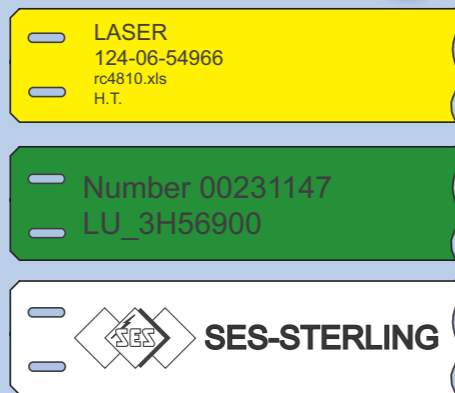 LASER
124-06-54966
rc4810.xls
H.T.
Number 00231147
LU_3H56900
SES SES-STERLING